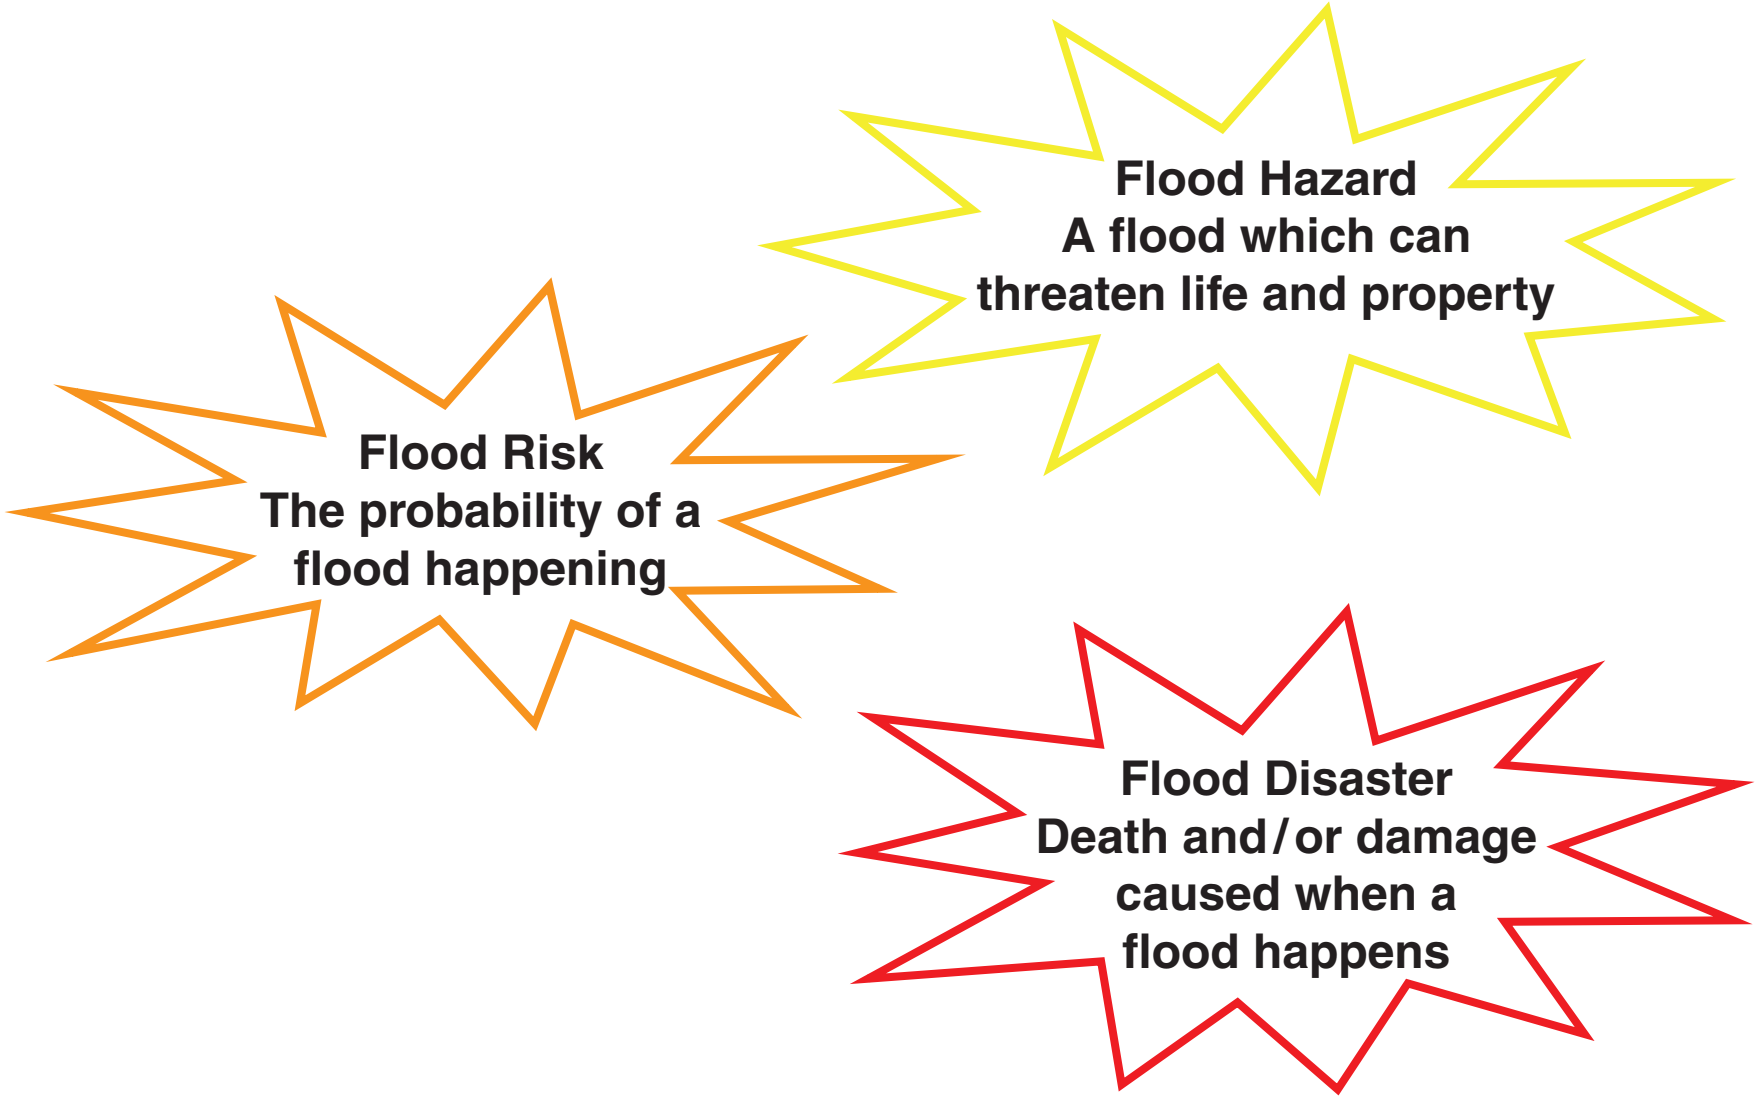 Flood Hazard
A flood which can
threaten life and property
Flood Risk
The probability of a
flood happening
Flood Disaster
Death and/or damage
caused when a
flood happens